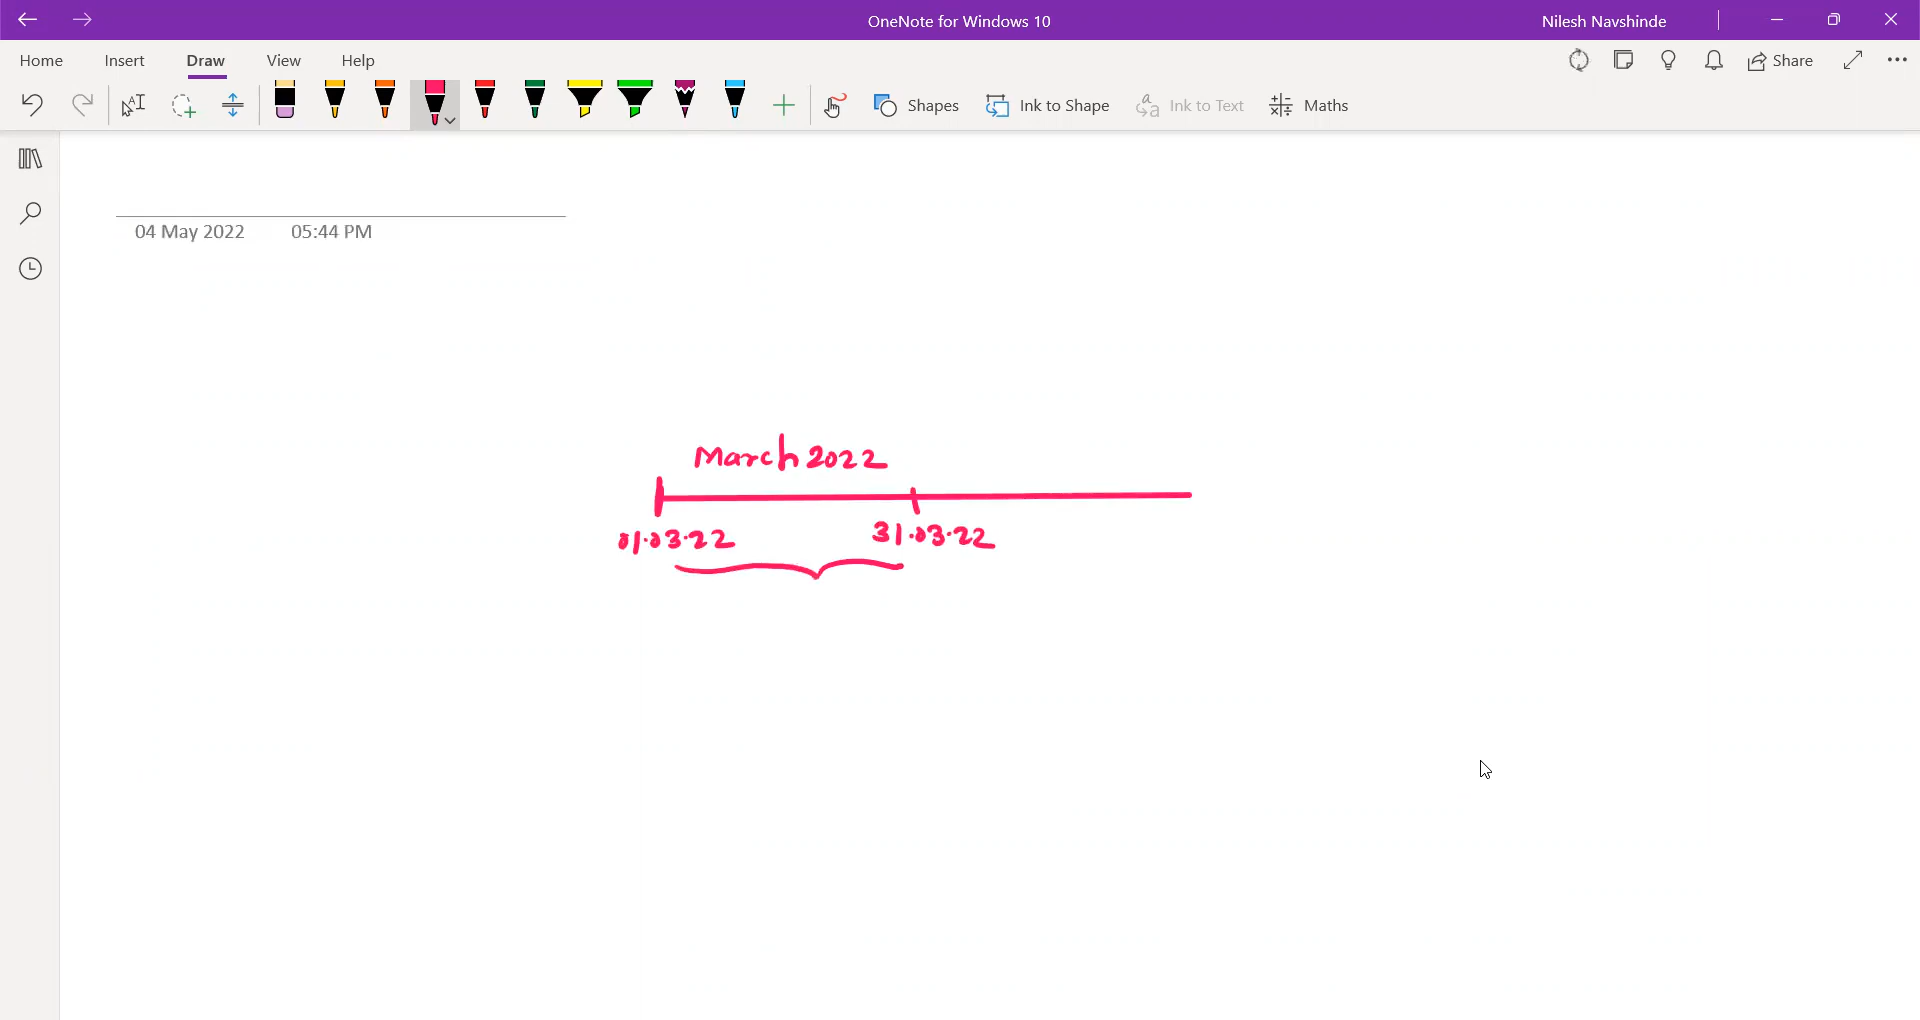 OneNote for Windows 10
Nilesh Navshinde
Home Insert Draw View Help
Share
Shapes Ink to Shape Ink to Text Maths
04 May 2022 05:44 PM
March 2022
01.03.22 31.03.22